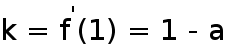 k = f'(1) = 1 - a